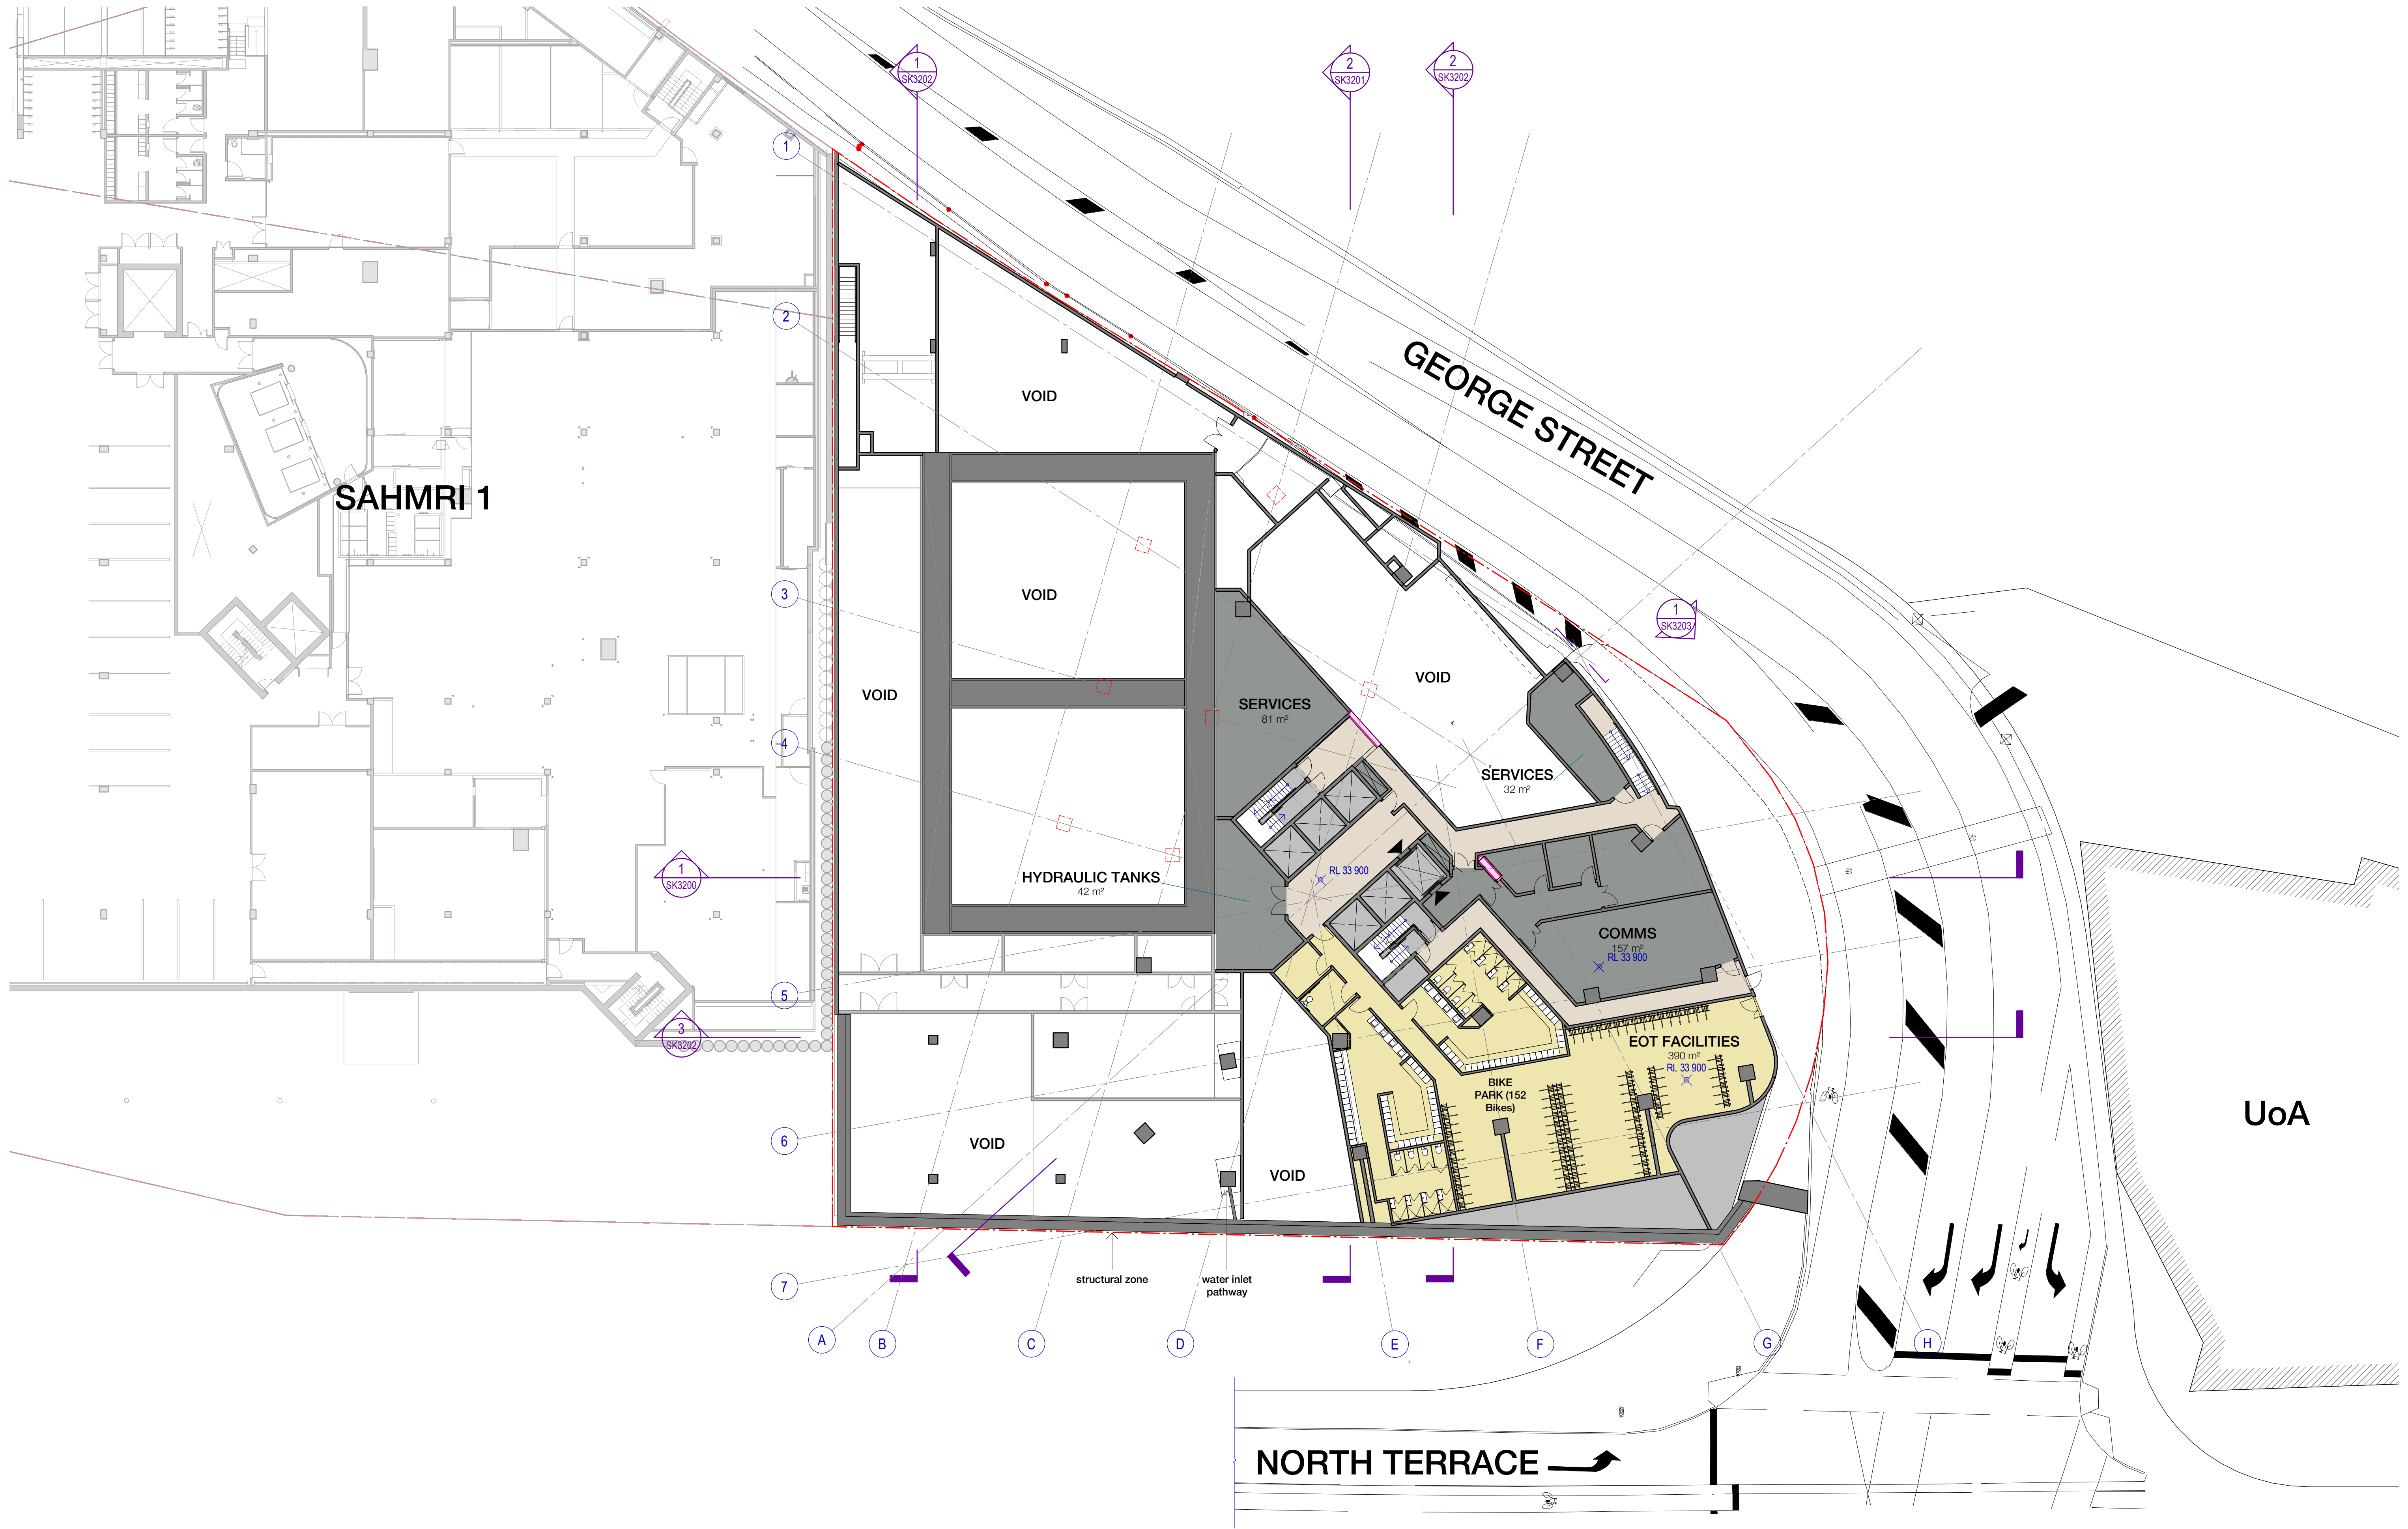 1
SK3202
2
SK3201
2
SK3202
1
2
GEORGE STREET
VOID
SAHMRI 1
3
VOID
1
SK3203
VOID
VOID
SERVICES
81 m²
4
SERVICES
32 m²
1
SK3200
HYDRAULIC TANKS
42 m²
RL 33 900
COMMS
157 m²
RL 33 900
5
3
SK3202
EOT FACILITIES
390 m²
RL 33 900
BIKE
PARK (152
Bikes)
UoA
6
VOID
VOID
7
structural zone
water inlet
pathway
A
B
C
D
E
F
G
H
NORTH TERRACE